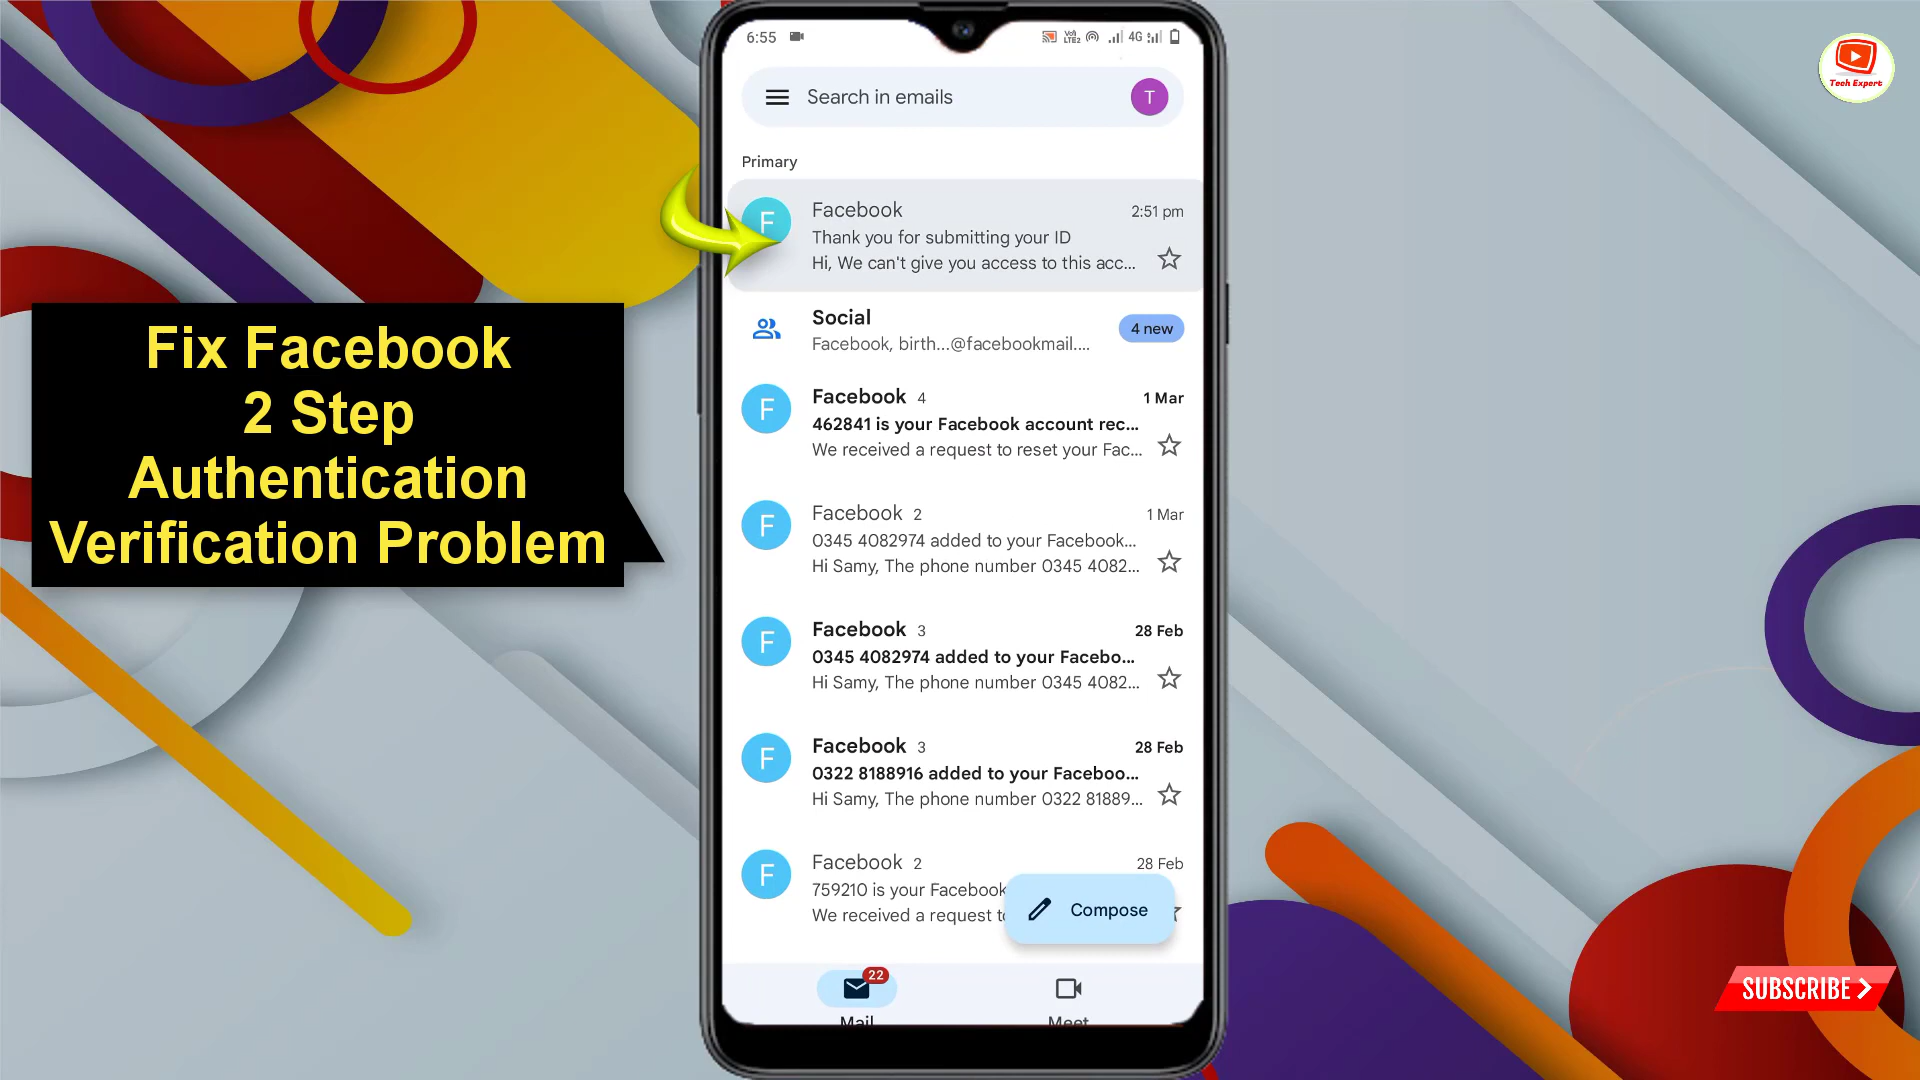 6:55
4G
Search in emails
T
Primary
F
Facebook
2:51 pm
Thank you for submitting your ID
Hi, We can't give you access to this acc...
Social
4 new
Facebook, birth...@facebookmail....
F
Facebook 4
1 Mar
462841 is your Facebook account rec...
We received a request to reset your Fac...
F
Facebook 2
1 Mar
0345 4082974 added to your Facebook...
Hi Samy, The phone number 0345 4082...
F
Facebook 3
28 Feb
0345 4082974 added to your Facebo...
Hi Samy, The phone number 0345 4082...
F
Facebook 3
28 Feb
0322 8188916 added to your Faceboo...
Hi Samy, The phone number 0322 81889...
F
Facebook 2
28 Feb
759210 is your Facebook
We received a request
Compose
22
Mail
Meet
Fix Facebook
2 Step
Authentication
Verification Problem
Tech Expert
SUBSCRIBE